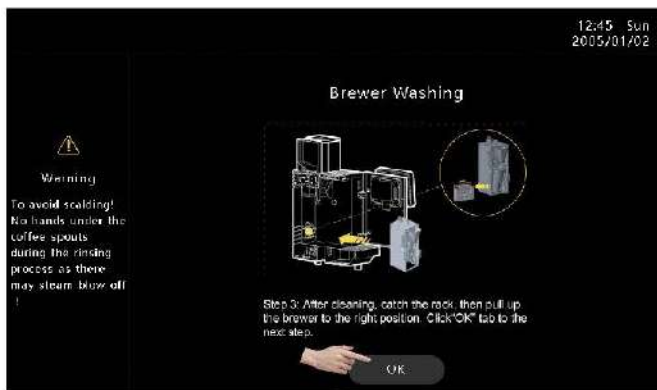 12:45 Sun
2005/01/02
Brewer Washing
Warning
To avoid scalding!
No hands under the
coffee spouts
during the rinsing
process as there
may steam blow off
!
Step 3: After cleaning, catch the rack, then pull up
the brewer to the right position. Click"OK" tab to the
next step.
OK